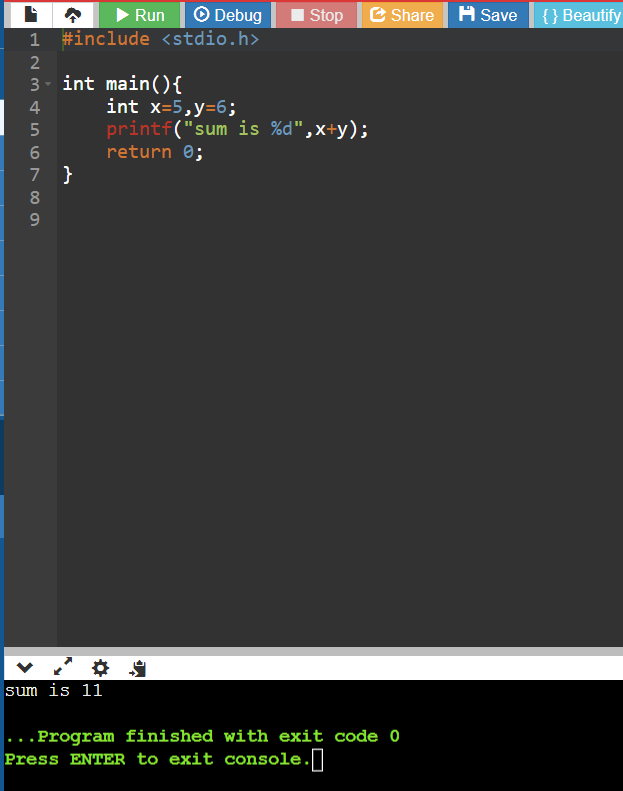 Run Debug Stop Share Save { } Beautify
1 #include <stdio.h>
2
3 int main(){
4     int x=5,y=6;
5     printf("sum is %d",x+y);
6     return 0;
7 }
8
9
sum is 11
...Program finished with exit code 0
Press ENTER to exit console.